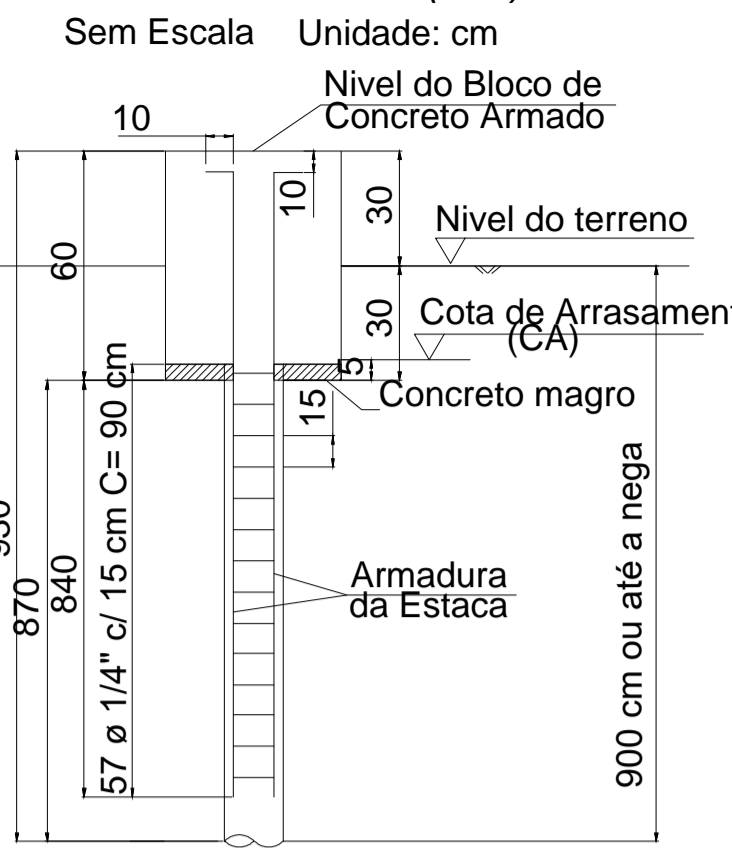 Sem Escala Unidade: cm
Nivel do Bloco de
Concreto Armado
10
10
30
60
Nivel do terreno
30
Cota de Arrasament
(CA)
5
Concreto magro
15
57 ø 1/4" c/ 15 cm C= 90 cm
930
870
840
Armadura
da Estaca
900 cm ou até a nega